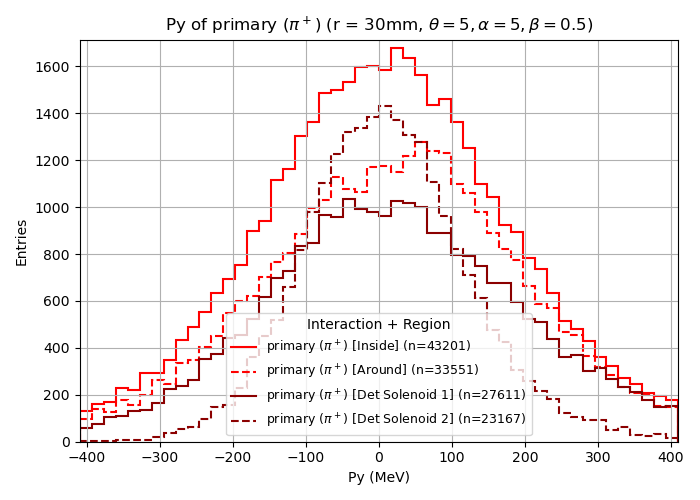 Py of primary (π⁺) (r = 30mm, θ = 5, α = 5, β = 0.5)
Entries
1600
1400
1200
1000
800
600
400
200
0
Interaction + Region
primary (π⁺) [Inside] (n=43201)
primary (π⁺) [Around] (n=33551)
primary (π⁺) [Det Solenoid 1] (n=27611)
primary (π⁺) [Det Solenoid 2] (n=23167)
−400 −300 −200 −100 0 100 200 300 400
Py (MeV)